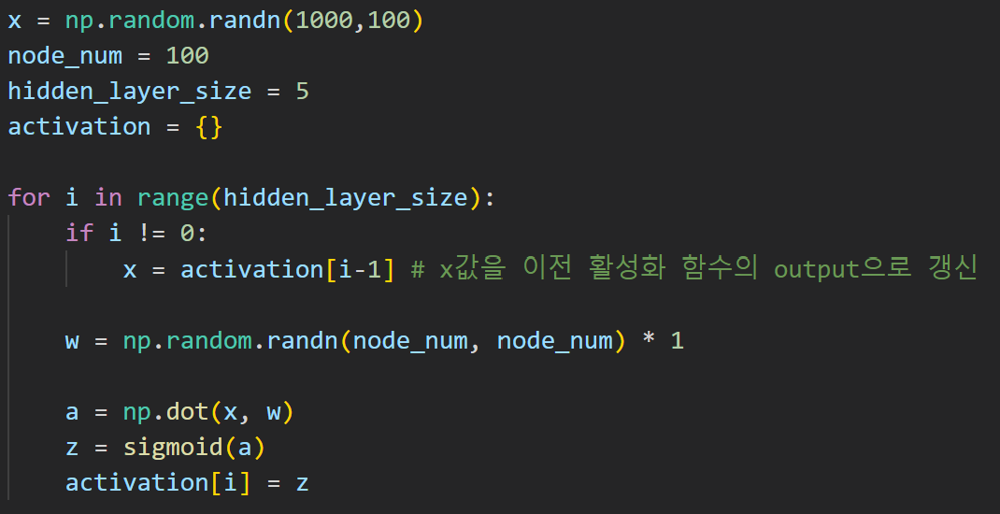 x = np.random.randn(1000,100)
node_num = 100
hidden_layer_size = 5
activation = {}
for i in range(hidden_layer_size):
    if i != 0:
        x = activation[i-1] # x값을 이전 활성화 함수의 output으로 갱신
    w = np.random.randn(node_num, node_num) * 1
    a = np.dot(x, w)
    z = sigmoid(a)
    activation[i] = z